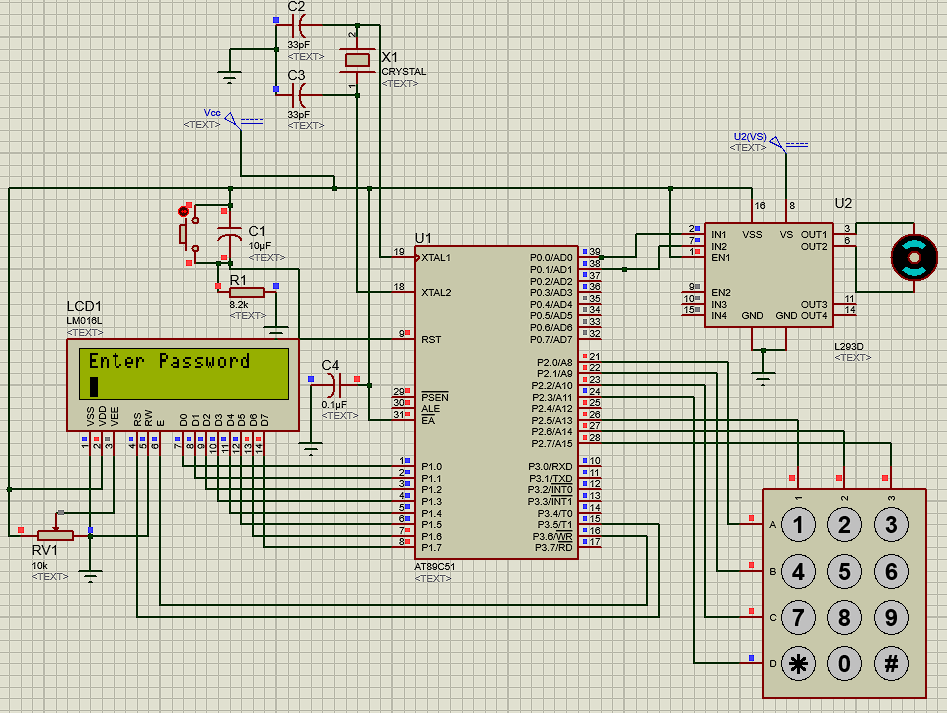 C2
33pF
<TEXT>
2
X1
CRYSTAL
<TEXT>
1
C3
33pF
<TEXT>
Vcc
<TEXT>
U2(VS)
<TEXT>
C1
10µF
<TEXT>
R1
8.2k
<TEXT>
LCD1
LM016L
<TEXT>
Enter Password
VSS VDD VEE RS RW E D0 D1 D2 D3 D4 D5 D6 D7
1 2 3 4 5 6 7 8 9 10 11 12 13 14
RV1
10k
<TEXT>
C4
0.1µF
<TEXT>
U1
19 XTAL1 P0.0/AD0 39
P0.1/AD1 38
P0.2/AD2 37
18 XTAL2 P0.3/AD3 36
P0.4/AD4 35
P0.5/AD5 34
P0.6/AD6 33
9 RST P0.7/AD7 32
P2.0/A8 21
P2.1/A9 22
P2.2/A10 23
29 PSEN P2.3/A11 24
30 ALE P2.4/A12 25
31 EA P2.5/A13 26
P2.6/A14 27
P2.7/A15 28
1 P1.0 P3.0/RXD 10
2 P1.1 P3.1/TXD 11
3 P1.2 P3.2/INT0 12
4 P1.3 P3.3/INT1 13
5 P1.4 P3.4/T0 14
6 P1.5 P3.5/T1 15
7 P1.6 P3.6/WR 16
8 P1.7 P3.7/RD 17
AT89C51
<TEXT>
U2
16 8
2 IN1 VSS VS OUT1 3
7 IN2 OUT2 6
1 EN1
9 EN2
10 IN3 OUT3 11
15 IN4 GND GND OUT4 14
L293D
<TEXT>
1 2 3
A 1 2 3
B 4 5 6
C 7 8 9
D * 0 #